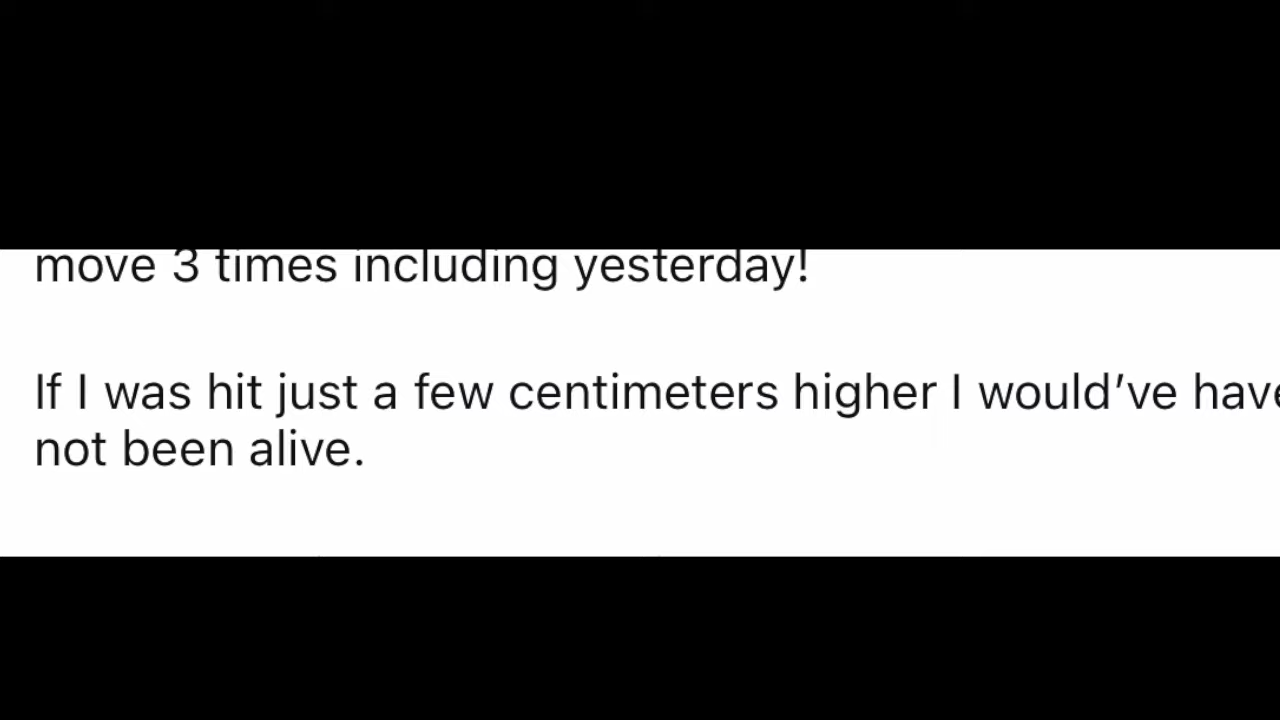 move 3 times including yesterday!
If I was hit just a few centimeters higher I would’ve have
not been alive.